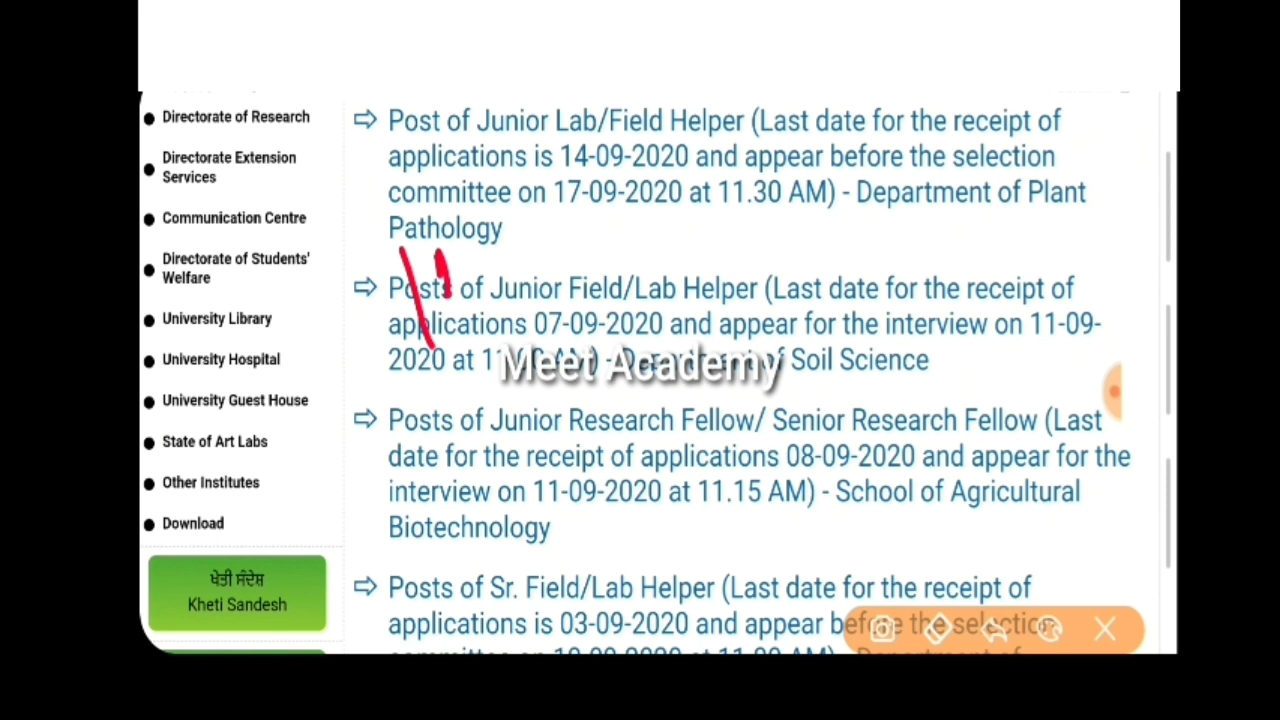 Directorate of Research
Directorate Extension
Services
Communication Centre
Directorate of Students'
Welfare
University Library
University Hospital
University Guest House
State of Art Labs
Other Institutes
Download
ਖੇਤੀ ਸੰਦੇਸ਼
Kheti Sandesh
Post of Junior Lab/Field Helper (Last date for the receipt of
applications is 14-09-2020 and appear before the selection
committee on 17-09-2020 at 11.30 AM) - Department of Plant
Pathology
Posts of Junior Field/Lab Helper (Last date for the receipt of
applications 07-09-2020 and appear for the interview on 11-09-
2020 at AM) - Department of Soil Science
Meet Academy
Posts of Junior Research Fellow/ Senior Research Fellow (Last
date for the receipt of applications 08-09-2020 and appear for the
interview on 11-09-2020 at 11.15 AM) - School of Agricultural
Biotechnology
Posts of Sr. Field/Lab Helper (Last date for the receipt of
applications is 03-09-2020 and appear before the selection